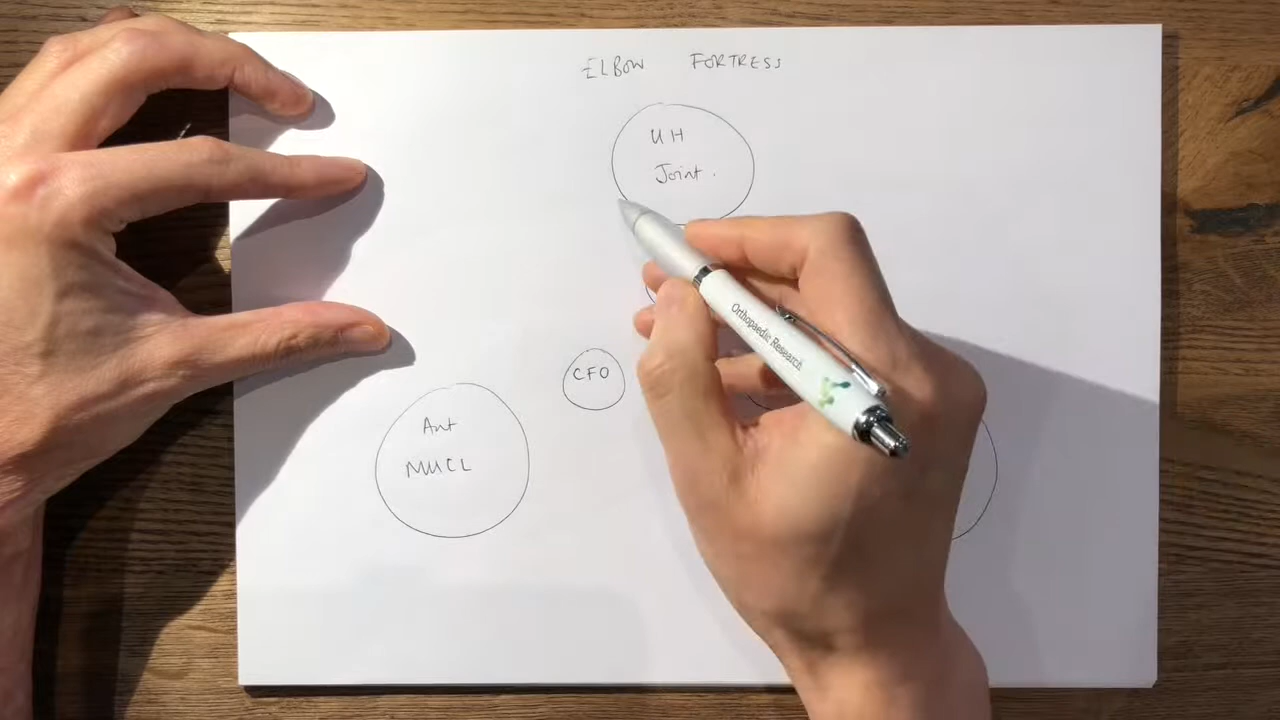 ELBOW FORTRESS
UH
Joint.
Orthopaedic Research
CFO
Ant
MUCL